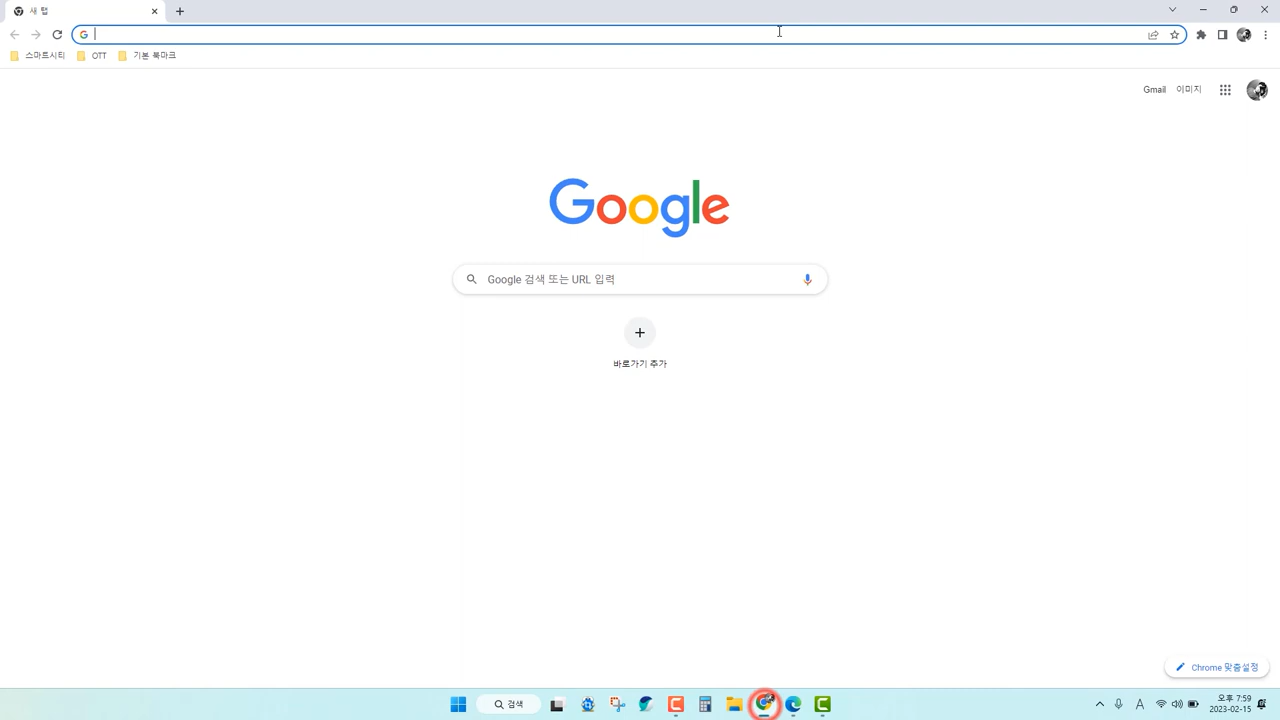 새 탭
스마트시티 OTT 기본 북마크
Gmail 이미지
Google
Google 검색 또는 URL 입력
바로가기 추가
Chrome 맞춤설정
검색
A
오후 7:59
2023-02-15